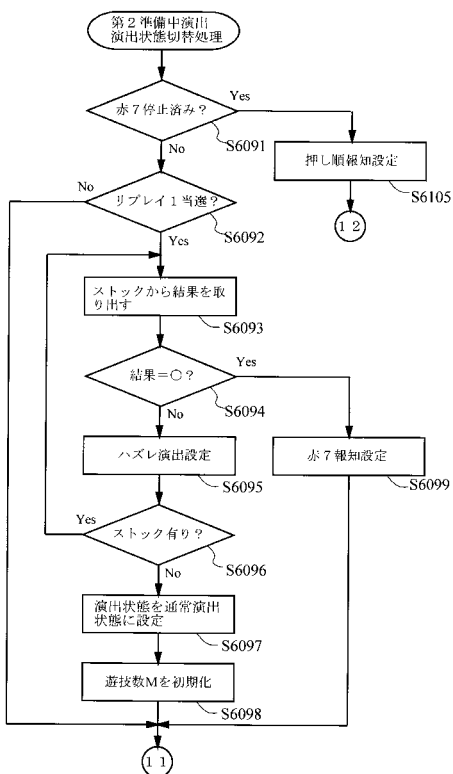 第2準備中演出
演出状態切替処理
赤7停止済み？
Yes
S6091
No
押し順報知設定
S6105
12
No
リプレイ1当選？
S6092
Yes
ストックから結果を取
り出す
S6093
結果＝○？
Yes
S6094
No
ハズレ演出設定
S6095
赤7報知設定
S6099
Yes
ストック有り？
S6096
No
演出状態を通常演出
状態に設定
S6097
遊技数Mを初期化
S6098
11